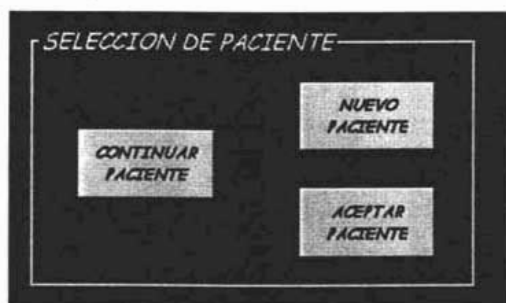 SELECCION DE PACIENTE
CONTINUAR
PACIENTE
NUEVO
PACIENTE
ACEPTAR
PACIENTE